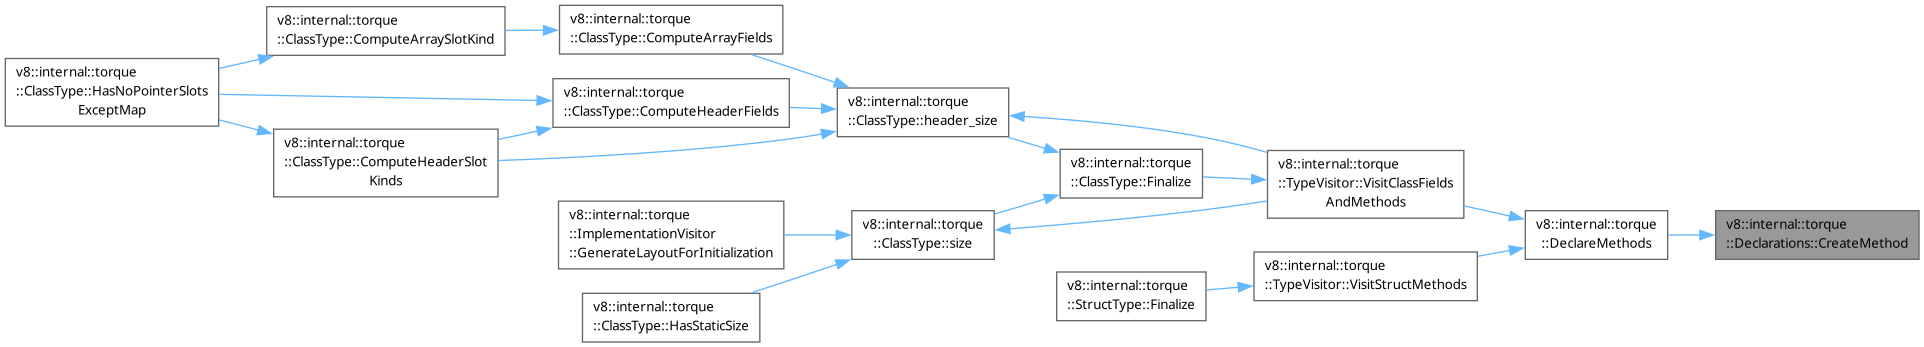 v8::internal::torque
::ClassType::HasNoPointerSlots
ExceptMap
v8::internal::torque
::ClassType::ComputeArraySlotKind
v8::internal::torque
::ClassType::ComputeHeaderSlot
Kinds
v8::internal::torque
::ClassType::ComputeArrayFields
v8::internal::torque
::ClassType::ComputeHeaderFields
v8::internal::torque
::ImplementationVisitor
::GenerateLayoutForInitialization
v8::internal::torque
::ClassType::HasStaticSize
v8::internal::torque
::ClassType::header_size
v8::internal::torque
::ClassType::size
v8::internal::torque
::ClassType::Finalize
v8::internal::torque
::StructType::Finalize
v8::internal::torque
::TypeVisitor::VisitClassFields
AndMethods
v8::internal::torque
::TypeVisitor::VisitStructMethods
v8::internal::torque
::DeclareMethods
v8::internal::torque
::Declarations::CreateMethod